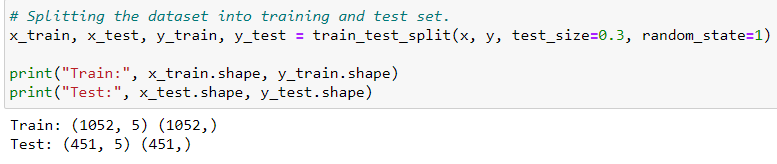 # Splitting the dataset into training and test set.
x_train, x_test, y_train, y_test = train_test_split(x, y, test_size=0.3, random_state=1)
print("Train:", x_train.shape, y_train.shape)
print("Test:", x_test.shape, y_test.shape)
Train: (1052, 5) (1052,)
Test: (451, 5) (451,)